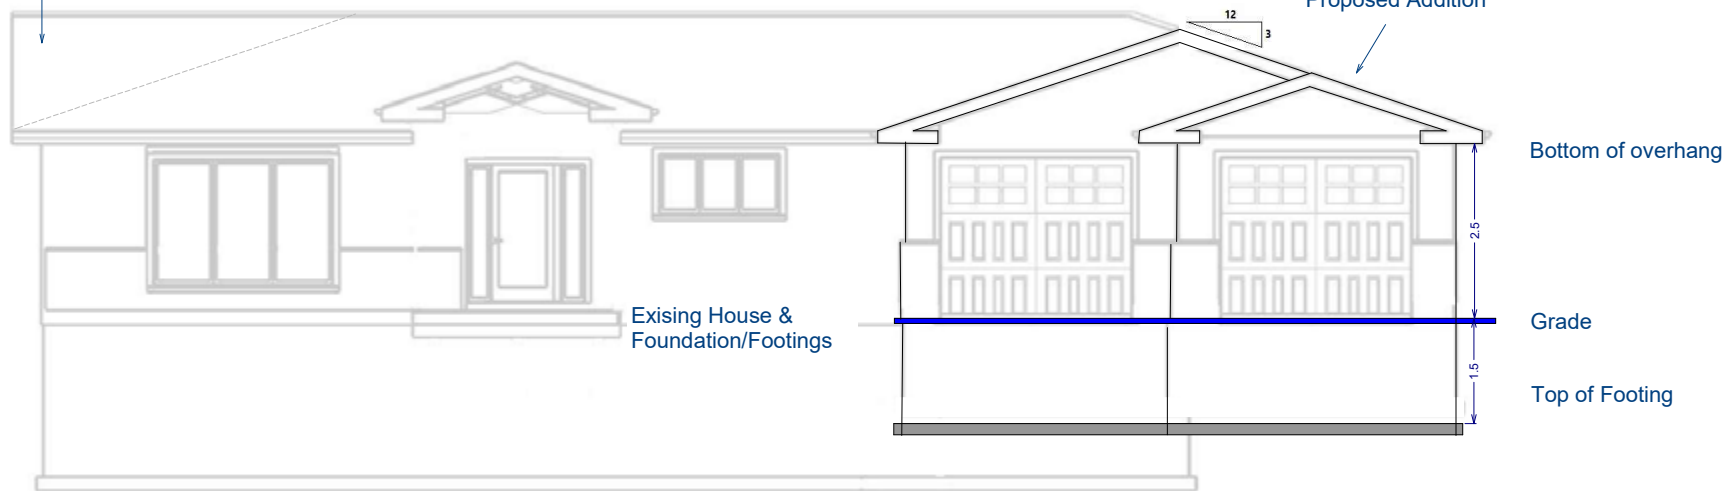 Proposed Addition
12
3
Bottom of overhang
2.5
Exising House &
Foundation/Footings
Grade
1.5
Top of Footing